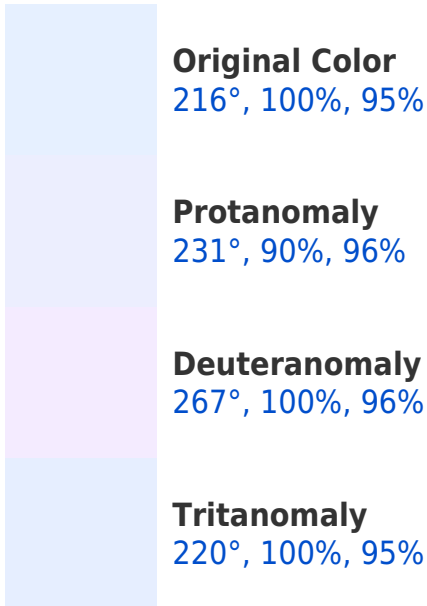 Original Color
216°, 100%, 95%
Protanomaly
231°, 90%, 96%
Deuteranomaly
267°, 100%, 96%
Tritanomaly
220°, 100%, 95%